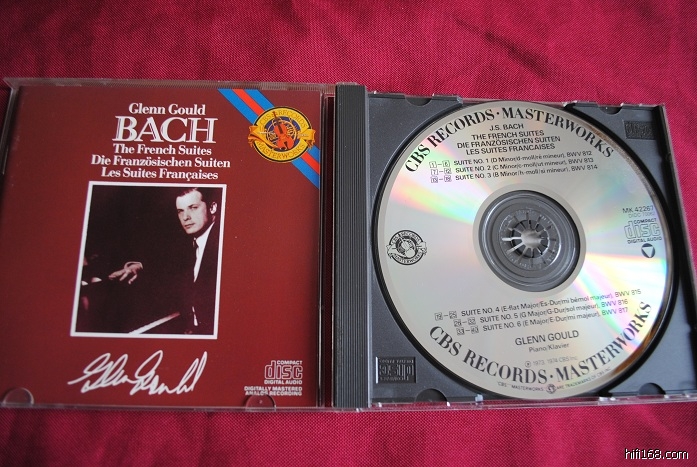 Glenn Gould
BACH
The French Suites
Die Französischen Suiten
Les Suites Françaises
Glenn Gould
COMPACT
disc
DIGITAL AUDIO
DIGITALLY MASTERED
ANALOG RECORDING
CBS RECORDS · MASTERWORKS
J.S. BACH
THE FRENCH SUITES
DIE FRANZÖSISCHEN SUITEN
LES SUITES FRANÇAISES
SUITE NO. 1 (D Minor/d-moll/ré mineur), BWV 812
SUITE NO. 2 (C Minor/c-moll/ut mineur), BWV 813
SUITE NO. 3 (B Minor/h-moll/si mineur), BWV 814
MK 42267
COMPACT
disc
DIGITAL AUDIO
SUITE NO. 4 (E-flat Major/Es-Dur/mi bémol majeur), BWV 815
SUITE NO. 5 (G Major/G-Dur/sol majeur), BWV 816
SUITE NO. 6 (E Major/E-Dur/mi majeur), BWV 817
GLENN GOULD
Piano/Klavier
CBS RECORDS · MASTERWORKS
hifi168.com